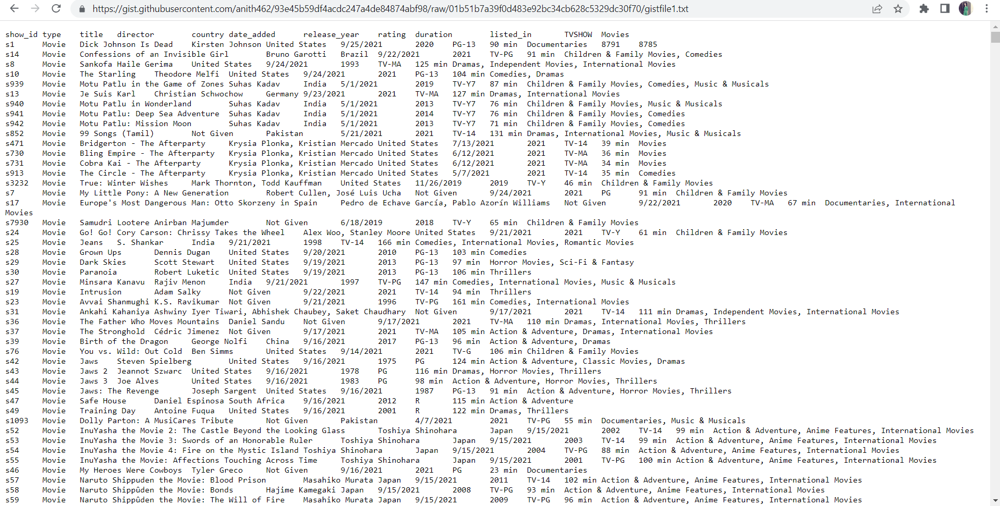 https://gist.githubusercontent.com/anith462/93e45b59df4acdc247a4de84874abf98/raw/01b51b7a39f0d483e92bc34cb628c5329dc30f70/gistfile1.txt
show_id type title director country date_added release_year rating duration listed_in TVSHOW Movies
s1 Movie Dick Johnson Is Dead Kirsten Johnson United States 9/25/2021 2020 PG-13 90 min Documentaries 8791 8785
s14 Movie Confessions of an Invisible Girl Bruno Garotti Brazil 9/22/2021 2021 TV-PG 91 min Children & Family Movies, Comedies
s8 Movie Sankofa Haile Gerima United States 9/24/2021 1993 TV-MA 125 min Dramas, Independent Movies, International Movies
s10 Movie The Starling Theodore Melfi United States 9/24/2021 2021 PG-13 104 min Comedies, Dramas
s939 Movie Motu Patlu in the Game of Zones Suhas Kadav India 5/1/2021 2019 TV-Y7 87 min Children & Family Movies, Comedies, Music & Musicals
s13 Movie Je Suis Karl Christian Schwochow Germany 9/23/2021 2021 TV-MA 127 min Dramas, International Movies
s940 Movie Motu Patlu in Wonderland Suhas Kadav India 5/1/2021 2013 TV-Y7 76 min Children & Family Movies, Music & Musicals
s941 Movie Motu Patlu: Deep Sea Adventure Suhas Kadav India 5/1/2021 2014 TV-Y7 76 min Children & Family Movies, Comedies
s942 Movie Motu Patlu: Mission Moon Suhas Kadav India 5/1/2021 2013 TV-Y7 71 min Children & Family Movies, Comedies
s852 Movie 99 Songs (Tamil) Not Given Pakistan 5/21/2021 2021 TV-14 131 min Dramas, International Movies, Music & Musicals
s471 Movie Bridgerton - The Afterparty Krysia Plonka, Kristian Mercado United States 7/13/2021 2021 TV-14 39 min Movies
s730 Movie Bling Empire - The Afterparty Krysia Plonka, Kristian Mercado United States 6/12/2021 2021 TV-MA 36 min Movies
s731 Movie Cobra Kai - The Afterparty Krysia Plonka, Kristian Mercado United States 6/12/2021 2021 TV-MA 34 min Movies
s913 Movie The Circle - The Afterparty Krysia Plonka, Kristian Mercado United States 5/7/2021 2021 TV-14 35 min Comedies
s3232 Movie True: Winter Wishes Mark Thornton, Todd Kauffman United States 11/26/2019 2019 TV-Y 46 min Children & Family Movies
s7 Movie My Little Pony: A New Generation Robert Cullen, José Luis Ucha Not Given 9/24/2021 2021 PG 91 min Children & Family Movies
s17 Movie Europe's Most Dangerous Man: Otto Skorzeny in Spain Pedro de Echave García, Pablo Azorín Williams Not Given 9/22/2021 2020 TV-MA 67 min Documentaries, International
Movies
s7930 Movie Samudri Lootere Anirban Majumder Not Given 6/18/2019 2018 TV-Y 65 min Children & Family Movies
s24 Movie Go! Go! Cory Carson: Chrissy Takes the Wheel Alex Woo, Stanley Moore United States 9/21/2021 2021 TV-Y 61 min Children & Family Movies
s25 Movie Jeans S. Shankar India 9/21/2021 1998 TV-14 166 min Comedies, International Movies, Romantic Movies
s28 Movie Grown Ups Dennis Dugan United States 9/20/2021 2010 PG-13 103 min Comedies
s29 Movie Dark Skies Scott Stewart United States 9/19/2021 2013 PG-13 97 min Horror Movies, Sci-Fi & Fantasy
s30 Movie Paranoia Robert Luketic United States 9/19/2021 2013 PG-13 106 min Thrillers
s27 Movie Minsara Kanavu Rajiv Menon India 9/21/2021 1997 TV-PG 147 min Comedies, International Movies, Music & Musicals
s19 Movie Intrusion Adam Salky Not Given 9/22/2021 2021 TV-14 94 min Thrillers
s23 Movie Avvai Shanmughi K.S. Ravikumar Not Given 9/21/2021 1996 TV-PG 161 min Comedies, International Movies
s31 Movie Ankahi Kahaniya Ashwiny Iyer Tiwari, Abhishek Chaubey, Saket Chaudhary Not Given 9/17/2021 2021 TV-14 111 min Dramas, Independent Movies, International Movies
s36 Movie The Father Who Moves Mountains Daniel Sandu Not Given 9/17/2021 2021 TV-MA 110 min Dramas, International Movies, Thrillers
s37 Movie The Stronghold Cédric Jimenez Not Given 9/17/2021 2021 TV-MA 105 min Action & Adventure, Dramas, International Movies
s39 Movie Birth of the Dragon George Nolfi China 9/16/2021 2017 PG-13 96 min Action & Adventure, Dramas
s76 Movie You vs. Wild: Out Cold Ben Simms United States 9/14/2021 2021 TV-G 106 min Children & Family Movies
s42 Movie Jaws Steven Spielberg United States 9/16/2021 1975 PG 124 min Action & Adventure, Classic Movies, Dramas
s43 Movie Jaws 2 Jeannot Szwarc United States 9/16/2021 1978 PG 116 min Dramas, Horror Movies, Thrillers
s44 Movie Jaws 3 Joe Alves United States 9/16/2021 1983 PG 98 min Action & Adventure, Horror Movies, Thrillers
s45 Movie Jaws: The Revenge Joseph Sargent United States 9/16/2021 1987 PG-13 91 min Action & Adventure, Horror Movies, Thrillers
s47 Movie Safe House Daniel Espinosa South Africa 9/16/2021 2012 R 115 min Action & Adventure
s49 Movie Training Day Antoine Fuqua United States 9/16/2021 2001 R 122 min Dramas, Thrillers
s1093 Movie Dolly Parton: A MusiCares Tribute Not Given Pakistan 4/7/2021 2021 TV-PG 55 min Documentaries, Music & Musicals
s52 Movie InuYasha the Movie 2: The Castle Beyond the Looking Glass Toshiya Shinohara Japan 9/15/2021 2002 TV-14 99 min Action & Adventure, Anime Features, International Movies
s53 Movie InuYasha the Movie 3: Swords of an Honorable Ruler Toshiya Shinohara Japan 9/15/2021 2003 TV-14 99 min Action & Adventure, Anime Features, International Movies
s54 Movie InuYasha the Movie 4: Fire on the Mystic Island Toshiya Shinohara Japan 9/15/2021 2004 TV-PG 88 min Action & Adventure, Anime Features, International Movies
s55 Movie InuYasha the Movie: Affections Touching Across Time Toshiya Shinohara Japan 9/15/2021 2001 TV-PG 100 min Action & Adventure, Anime Features, International Movies
s46 Movie My Heroes Were Cowboys Tyler Greco Not Given 9/16/2021 2021 PG 23 min Documentaries
s57 Movie Naruto Shippuden the Movie: Blood Prison Masahiko Murata Japan 9/15/2021 2011 TV-14 102 min Action & Adventure, Anime Features, International Movies
s58 Movie Naruto Shippûden the Movie: Bonds Hajime Kamegaki Japan 9/15/2021 2008 TV-PG 93 min Action & Adventure, Anime Features, International Movies
s59 Movie Naruto Shippûden the Movie: The Will of Fire Masahiko Murata Japan 9/15/2021 2009 TV-PG 96 min Action & Adventure, Anime Features, International Movies